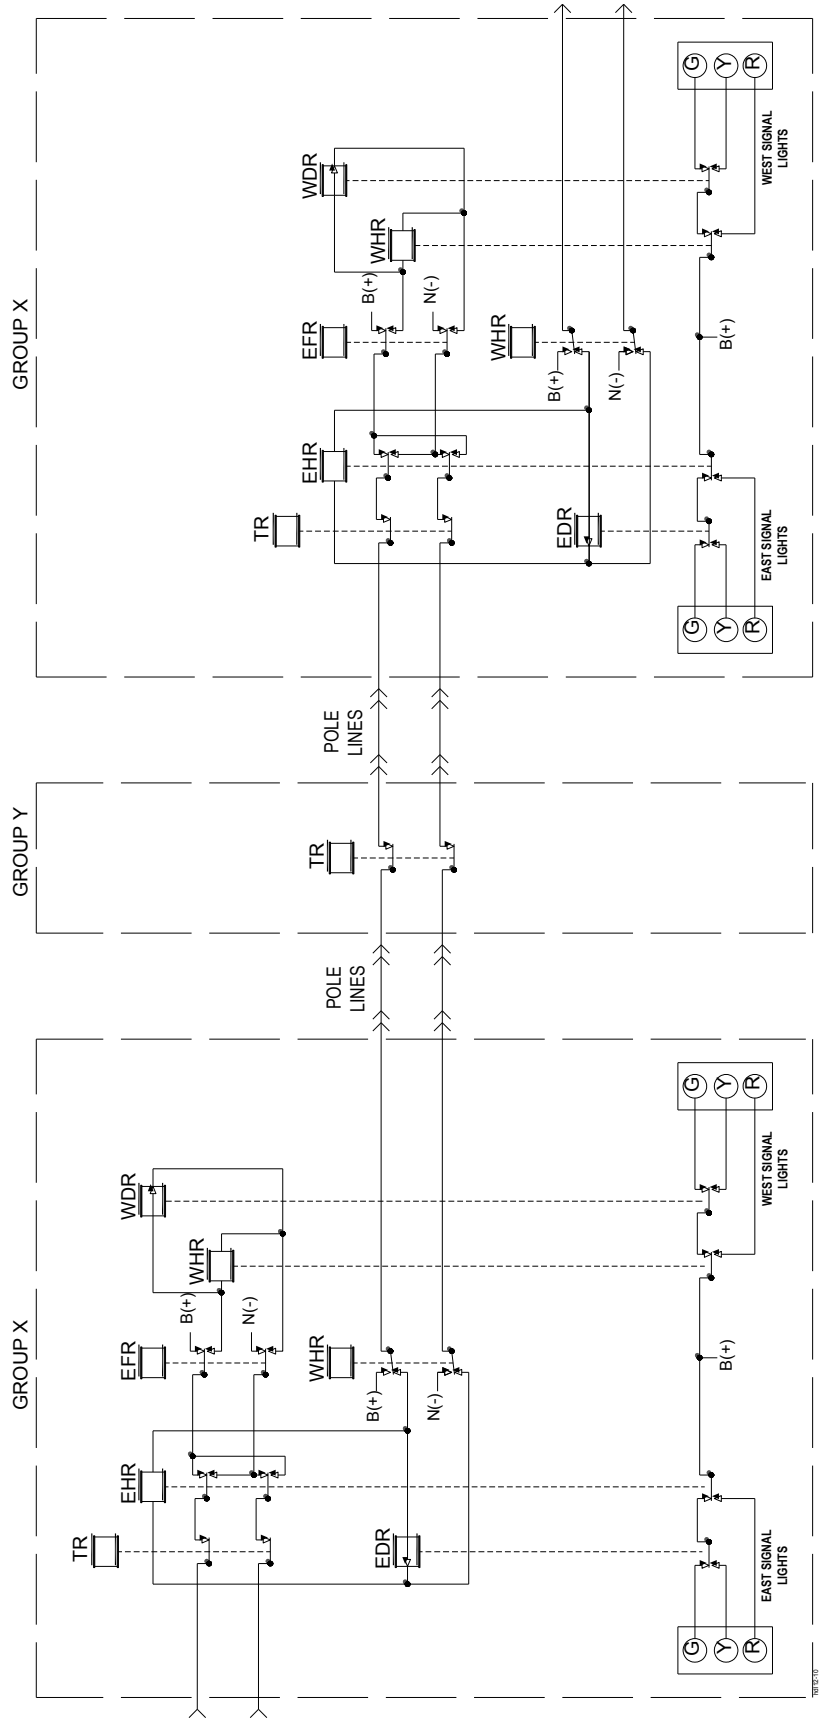 GROUP X
TR
EHR
EFR
WDR
B(+)
WHR
N(-)
WHR
B(+)
EDR
N(-)
G
Y
R
B(+)
G
Y
R
EAST SIGNAL
LIGHTS
WEST SIGNAL
LIGHTS
POLE
LINES
GROUP Y
TR
POLE
LINES
GROUP X
TR
EHR
EFR
WDR
B(+)
WHR
N(-)
WHR
B(+)
EDR
N(-)
G
Y
R
B(+)
G
Y
R
EAST SIGNAL
LIGHTS
WEST SIGNAL
LIGHTS